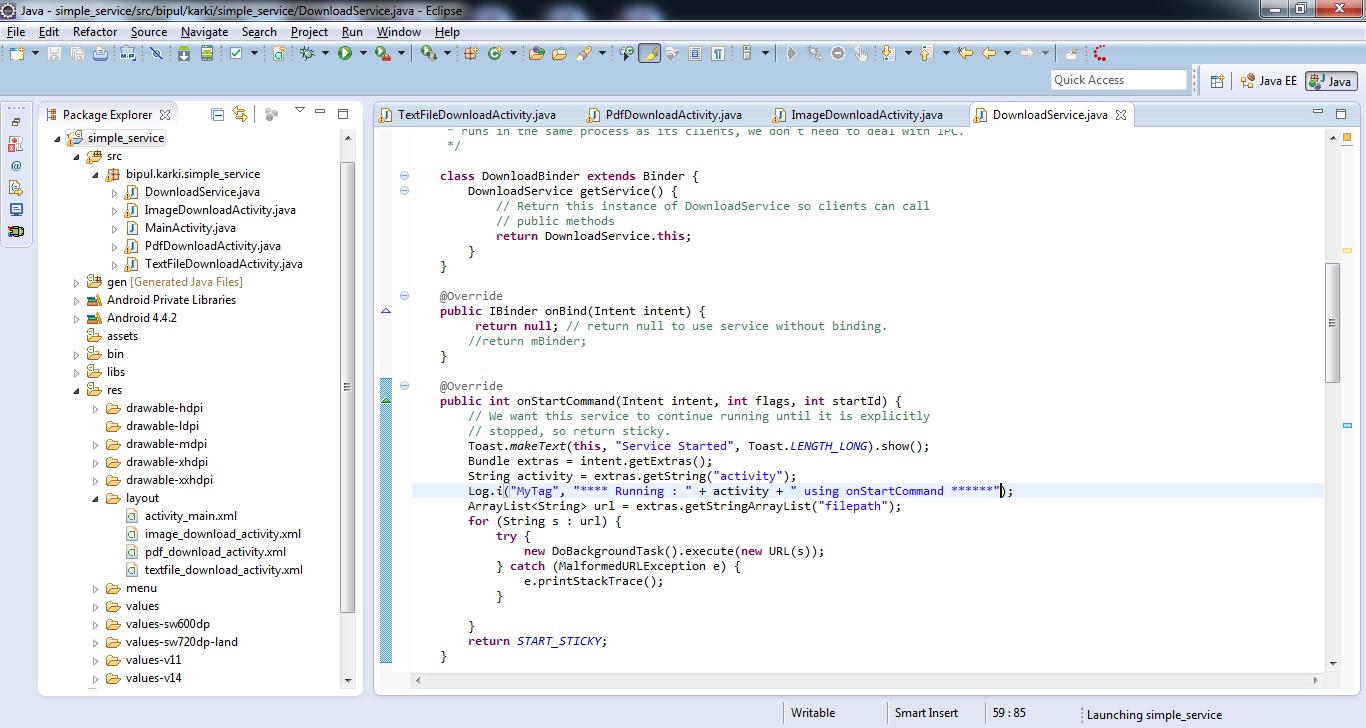 Java - simple_service/src/bipul/karki/simple_service/DownloadService.java - Eclipse
File Edit Refactor Source Navigate Search Project Run Window Help
Quick Access
Java EE
Java
Package Explorer
simple_service
src
bipul.karki.simple_service
DownloadService.java
ImageDownloadActivity.java
MainActivity.java
PdfDownloadActivity.java
TextFileDownloadActivity.java
gen [Generated Java Files]
Android Private Libraries
Android 4.4.2
assets
bin
libs
res
drawable-hdpi
drawable-ldpi
drawable-mdpi
drawable-xhdpi
drawable-xxhdpi
layout
activity_main.xml
image_download_activity.xml
pdf_download_activity.xml
textfile_download_activity.xml
menu
values
values-sw600dp
values-sw720dp-land
values-v11
values-v14
TextFileDownloadActivity.java PdfDownloadActivity.java ImageDownloadActivity.java DownloadService.java
* runs in the same process as its clients, we don't need to deal with IPC.
*/
class DownloadBinder extends Binder {
DownloadService getService() {
// Return this instance of DownloadService so clients can call
// public methods
return DownloadService.this;
}
}
@Override
public IBinder onBind(Intent intent) {
return null; // return null to use service without binding.
//return mBinder;
}
@Override
public int onStartCommand(Intent intent, int flags, int startId) {
// We want this service to continue running until it is explicitly
// stopped, so return sticky.
Toast.makeText(this, "Service Started", Toast.LENGTH_LONG).show();
Bundle extras = intent.getExtras();
String activity = extras.getString("activity");
Log.i("MyTag", "**** Running : " + activity + " using onStartCommand ******");
ArrayList<String> url = extras.getStringArrayList("filepath");
for (String s : url) {
try {
new DoBackgroundTask().execute(new URL(s));
} catch (MalformedURLException e) {
e.printStackTrace();
}
}
return START_STICKY;
}
Writable
Smart Insert
59 : 85
Launching simple_service